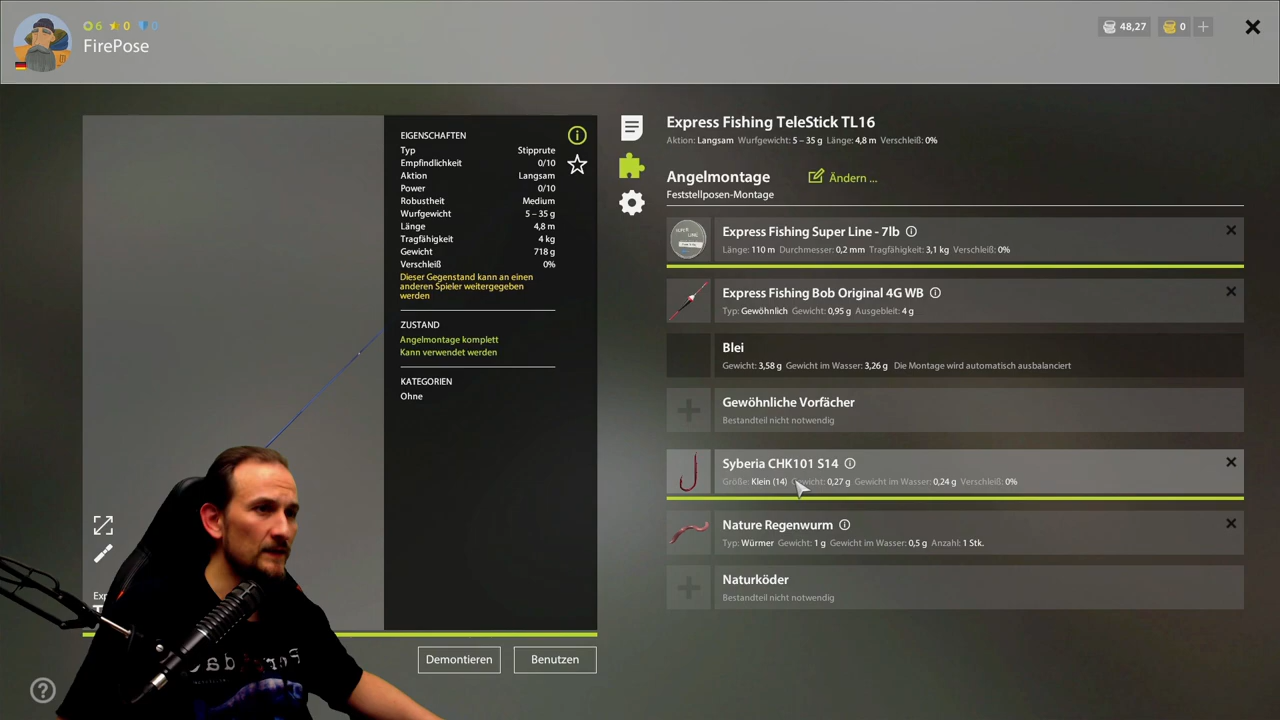 6 0 0
FirePose
48,27 0
Express Fishing TeleStick TL16
Aktion: Langsam Wurfgewicht: 5 – 35 g Länge: 4,8 m Verschleiß: 0%
Angelmontage Ändern ...
Feststellposen-Montage
Express Fishing Super Line - 7lb
Länge: 110 m Durchmesser: 0,2 mm Tragfähigkeit: 3,1 kg Verschleiß: 0%
Express Fishing Bob Original 4G WB
Typ: Gewöhnlich Gewicht: 0,95 g Ausgebleit: 4 g
Blei
Gewicht: 3,58 g Gewicht im Wasser: 3,26 g Die Montage wird automatisch ausbalanciert
Gewöhnliche Vorfächer
Bestandteil nicht notwendig
Syberia CHK101 S14
Größe: Klein (14) Gewicht: 0,27 g Gewicht im Wasser: 0,24 g Verschleiß: 0%
Nature Regenwurm
Typ: Würmer Gewicht: 1 g Gewicht im Wasser: 0,5 g Anzahl: 1 Stk.
Naturköder
Bestandteil nicht notwendig
EIGENSCHAFTEN
Typ Stipprute
Empfindlichkeit 0/10
Aktion Langsam
Power 0/10
Robustheit Medium
Wurfgewicht 5 – 35 g
Länge 4,8 m
Tragfähigkeit 4 kg
Gewicht 718 g
Verschleiß 0%
Dieser Gegenstand kann an einen
anderen Spieler weitergegeben
werden
ZUSTAND
Angelmontage komplett
Kann verwendet werden
KATEGORIEN
Ohne
Demontieren Benutzen